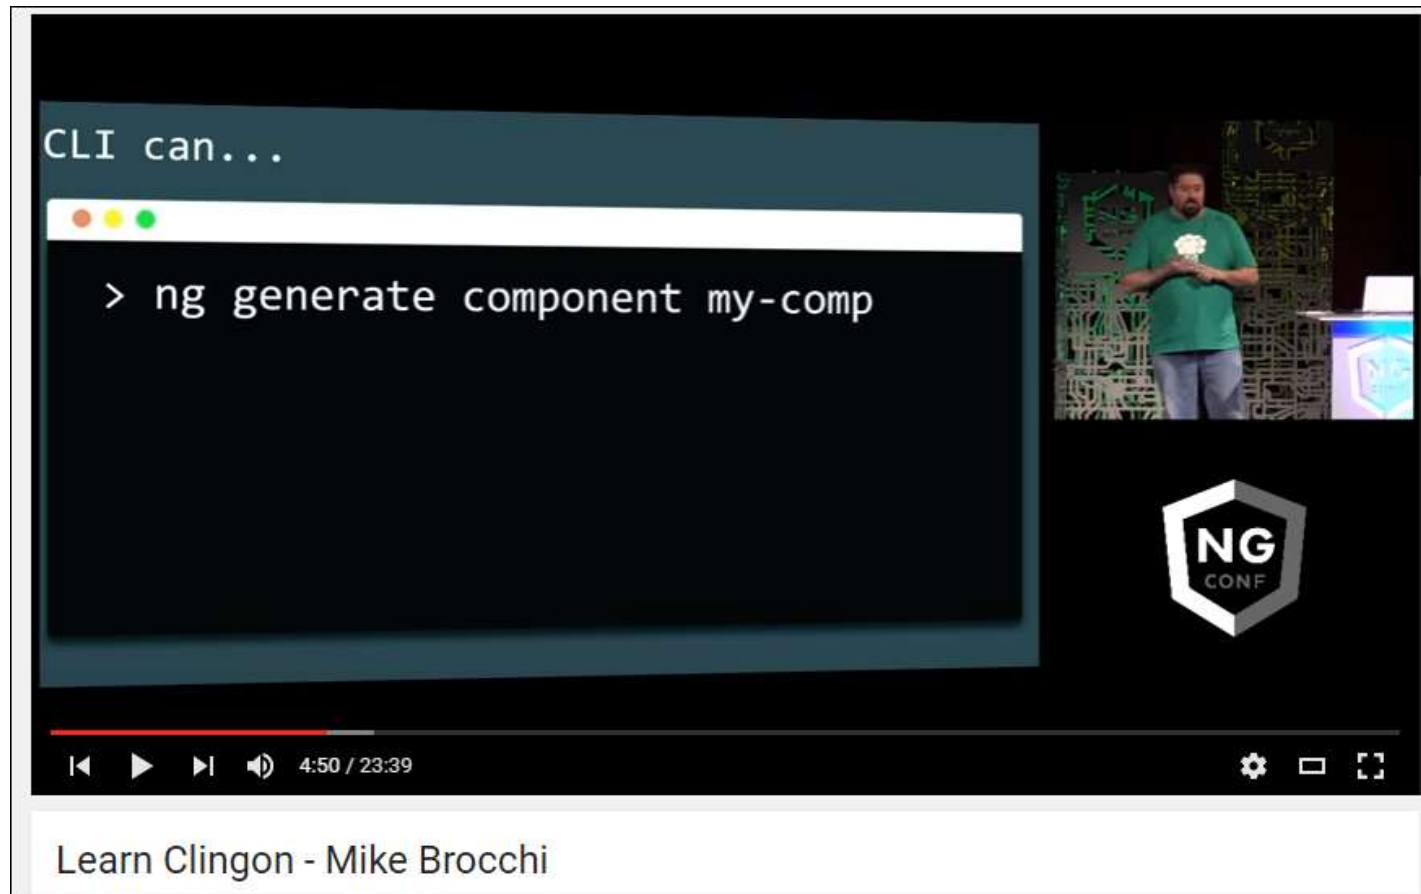 CLI can...
> ng generate component my-comp
NG
CONF
4:50 / 23:39
Learn Clingon - Mike Brocchi